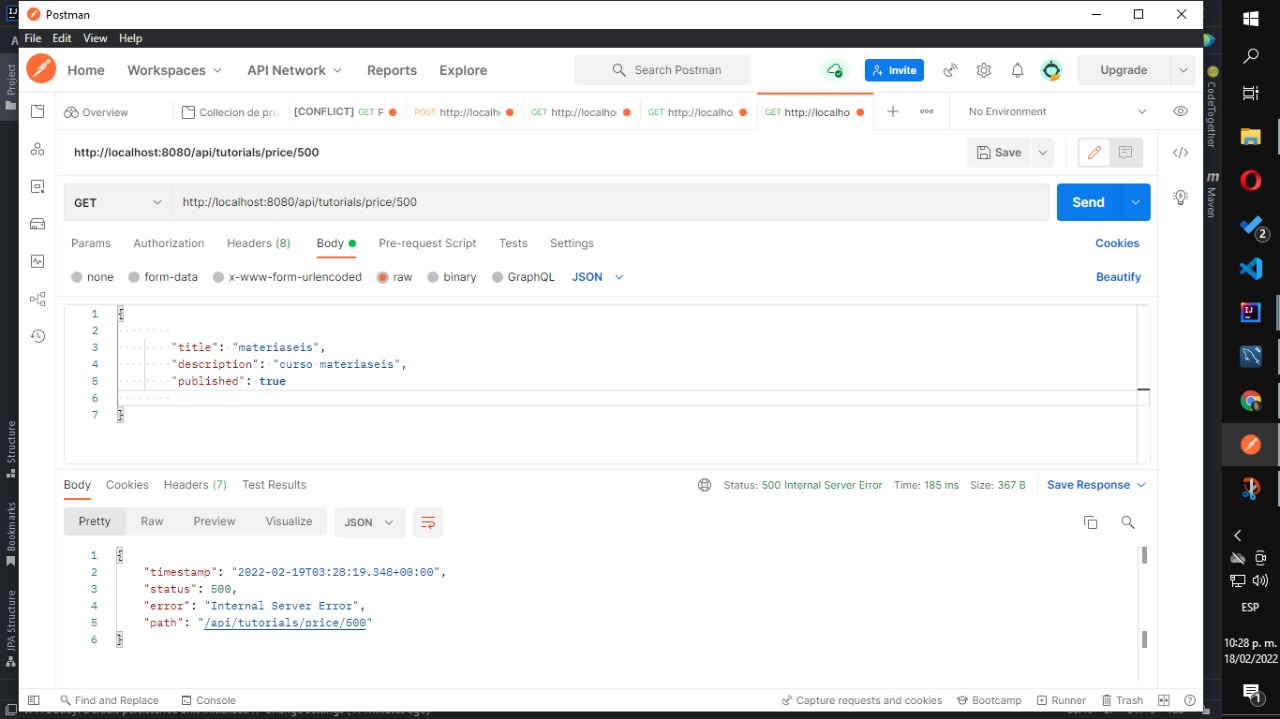 Postman
File Edit View Help
Home Workspaces API Network Reports Explore Search Postman Invite Upgrade
Overview Colleccion de pru [CONFLICT] GET F POST http://localh GET http://localho: GET http://localho GET http://localho No Environment
http://localhost:8080/api/tutorials/price/500 Save
GET http://localhost:8080/api/tutorials/price/500 Send
Params Authorization Headers (8) Body Pre-request Script Tests Settings Cookies
none form-data x-www-form-urlencoded raw binary GraphQL JSON Beautify
1 {
2
3 "title": "materiaseis",
4 "description": "curso materiaseis",
5 "published": true
6
7 }
Body Cookies Headers (7) Test Results Status: 500 Internal Server Error Time: 185 ms Size: 367 B Save Response
Pretty Raw Preview Visualize JSON
1 {
2 "timestamp": "2022-02-19T03:28:19.348+00:00",
3 "status": 500,
4 "error": "Internal Server Error",
5 "path": "/api/tutorials/price/500"
6 }
Find and Replace Console Capture requests and cookies Bootcamp Runner Trash
Project
Structure
Bookmarks
JPA Structure
CodeTogether
m Maven
2
ESP
10:28 p. m.
18/02/2022
1